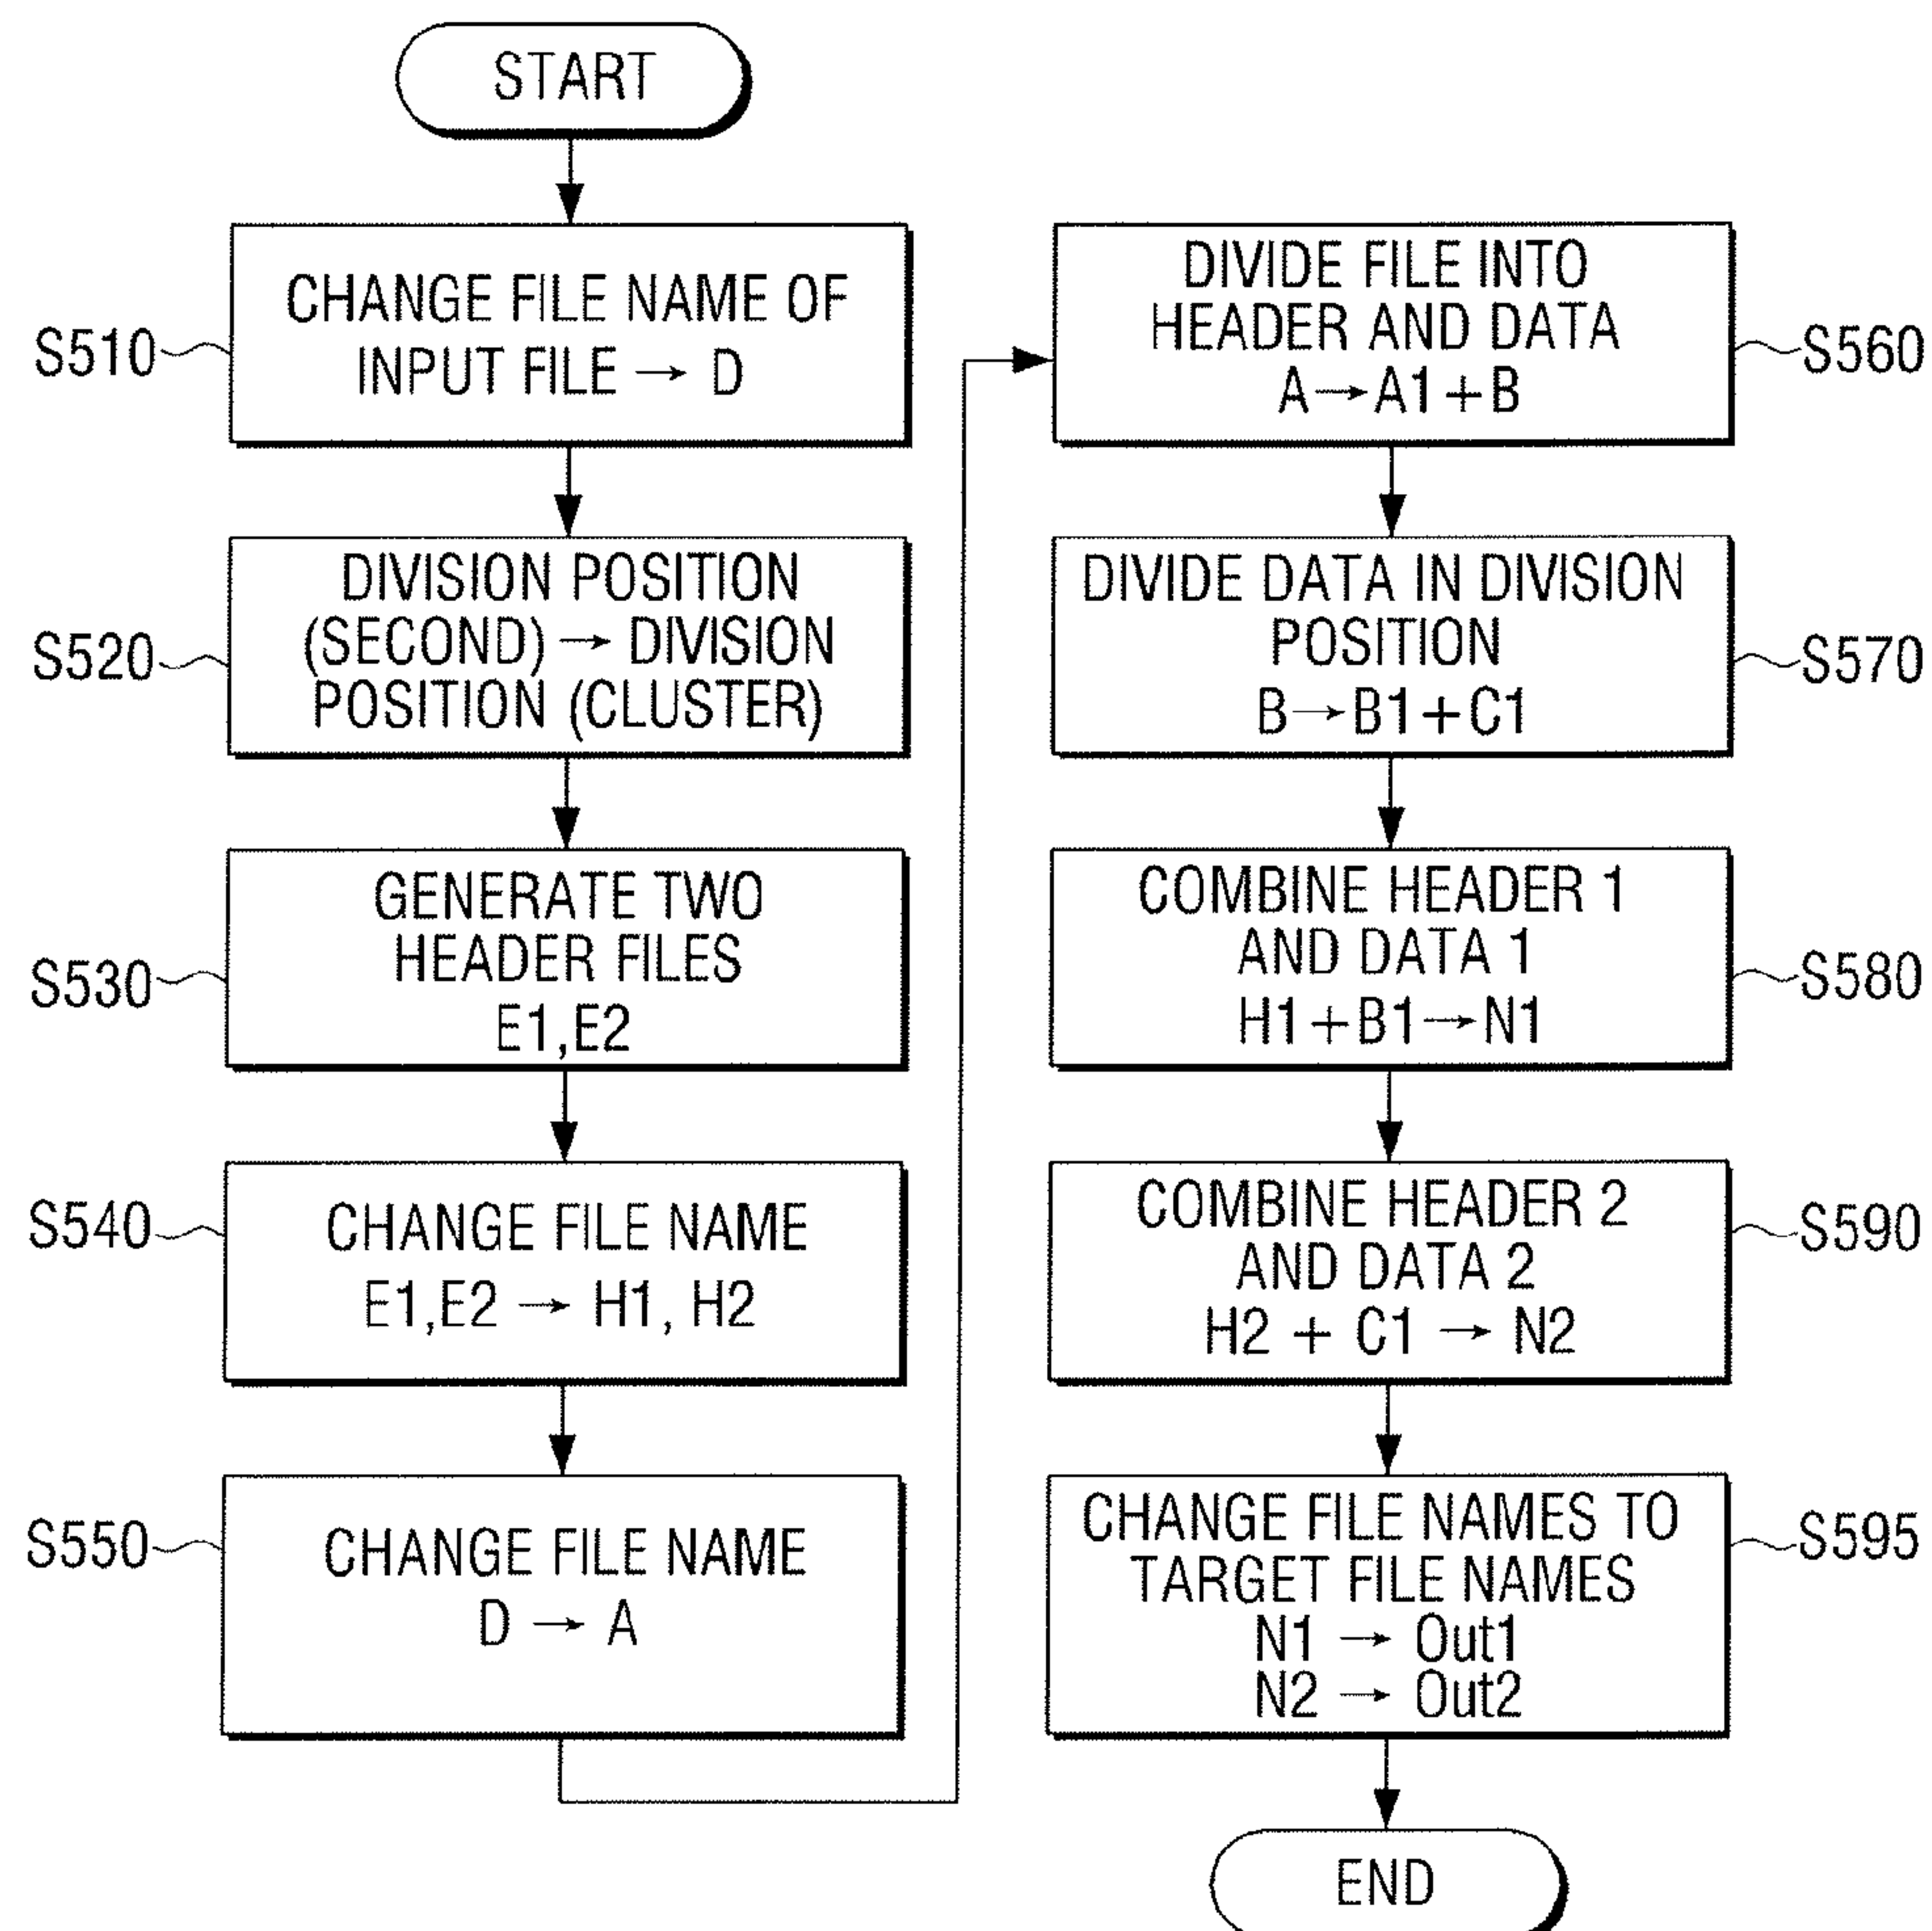 START
S510
CHANGE FILE NAME OF
INPUT FILE → D
S520
DIVISION POSITION
(SECOND) → DIVISION
POSITION (CLUSTER)
S530
GENERATE TWO
HEADER FILES
E1,E2
S540
CHANGE FILE NAME
E1,E2 → H1, H2
S550
CHANGE FILE NAME
D → A
DIVIDE FILE INTO
HEADER AND DATA
A→A1+B
S560
DIVIDE DATA IN DIVISION
POSITION
B→B1+C1
S570
COMBINE HEADER 1
AND DATA 1
H1+B1→N1
S580
COMBINE HEADER 2
AND DATA 2
H2 + C1 → N2
S590
CHANGE FILE NAMES TO
TARGET FILE NAMES
N1 → Out1
N2 → Out2
S595
END